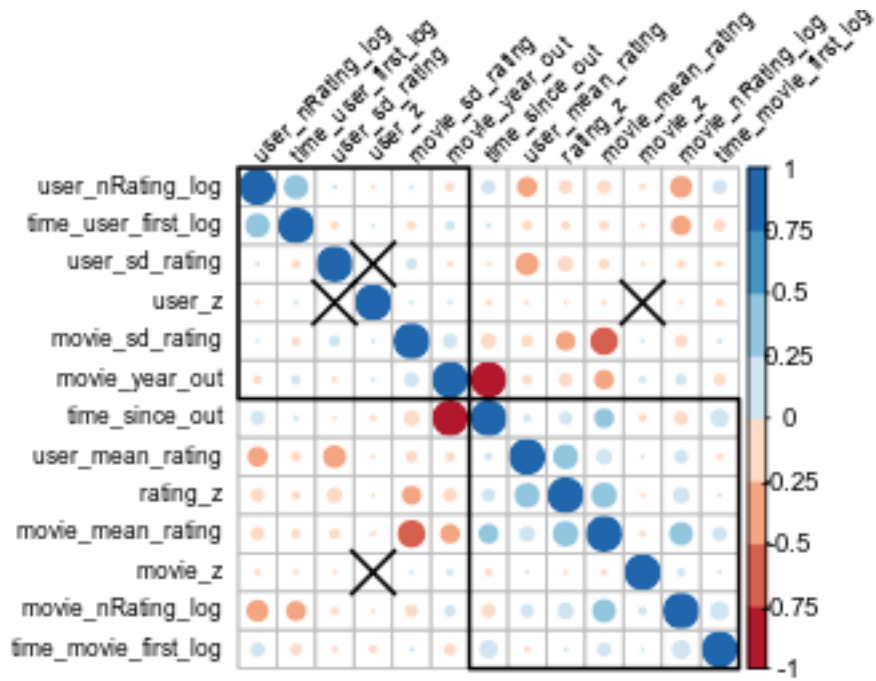 user_nRating_log
time_user_first_log
user_sd_rating
user_z
movie_sd_rating
movie_year_out
time_since_out
user_mean_rating
rating_z
movie_mean_rating
movie_z
movie_nRating_log
time_movie_first_log
user_nRating_log
time_user_first_log
user_sd_rating
user_z
movie_sd_rating
movie_year_out
time_since_out
user_mean_rating
rating_z
movie_mean_rating
movie_z
movie_nRating_log
time_movie_first_log
1
0.75
0.5
0.25
0
-0.25
-0.5
-0.75
-1